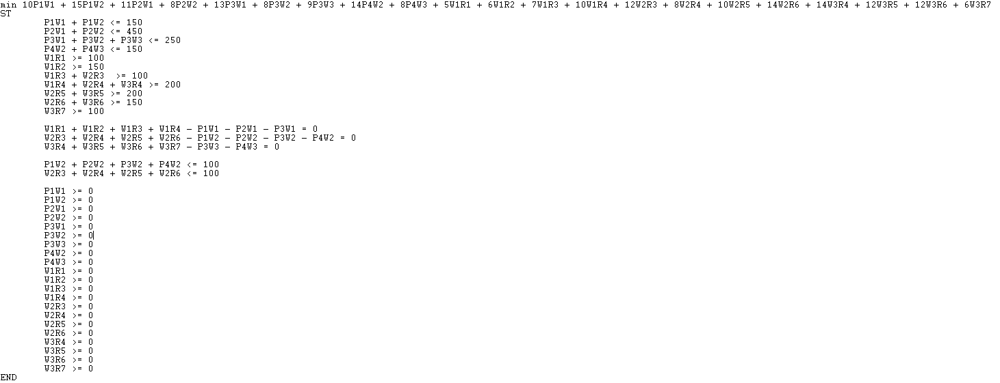 min 10P1W1 + 15P1W2 + 11P2W1 + 8P2W2 + 13P3W1 + 8P3W2 + 9P3W3 + 14P4W2 + 8P4W3 + 5W1R1 + 6W1R2 + 7W1R3 + 10W1R4 + 12W2R3 + 8W2R4 + 10W2R5 + 14W2R6 + 14W3R4 + 12W3R5 + 12W3R6 + 6W3R7
ST
P1W1 + P1W2 <= 150
P2W1 + P2W2 <= 450
P3W1 + P3W2 + P3W3 <= 250
P4W2 + P4W3 <= 150
W1R1 >= 100
W1R2 >= 150
W1R3 + W2R3  >= 100
W1R4 + W2R4 + W3R4 >= 200
W2R5 + W3R5 >= 200
W2R6 + W3R6 >= 150
W3R7 >= 100
W1R1 + W1R2 + W1R3 + W1R4 - P1W1 - P2W1 - P3W1 = 0
W2R3 + W2R4 + W2R5 + W2R6 - P1W2 - P2W2 - P3W2 - P4W2 = 0
W3R4 + W3R5 + W3R6 + W3R7 - P3W3 - P4W3 = 0
P1W2 + P2W2 + P3W2 + P4W2 <= 100
W2R3 + W2R4 + W2R5 + W2R6 <= 100
P1W1 >= 0
P1W2 >= 0
P2W1 >= 0
P2W2 >= 0
P3W1 >= 0
P3W2 >= 0
P3W3 >= 0
P4W2 >= 0
P4W3 >= 0
W1R1 >= 0
W1R2 >= 0
W1R3 >= 0
W1R4 >= 0
W2R3 >= 0
W2R4 >= 0
W2R5 >= 0
W2R6 >= 0
W3R4 >= 0
W3R5 >= 0
W3R6 >= 0
W3R7 >= 0
END